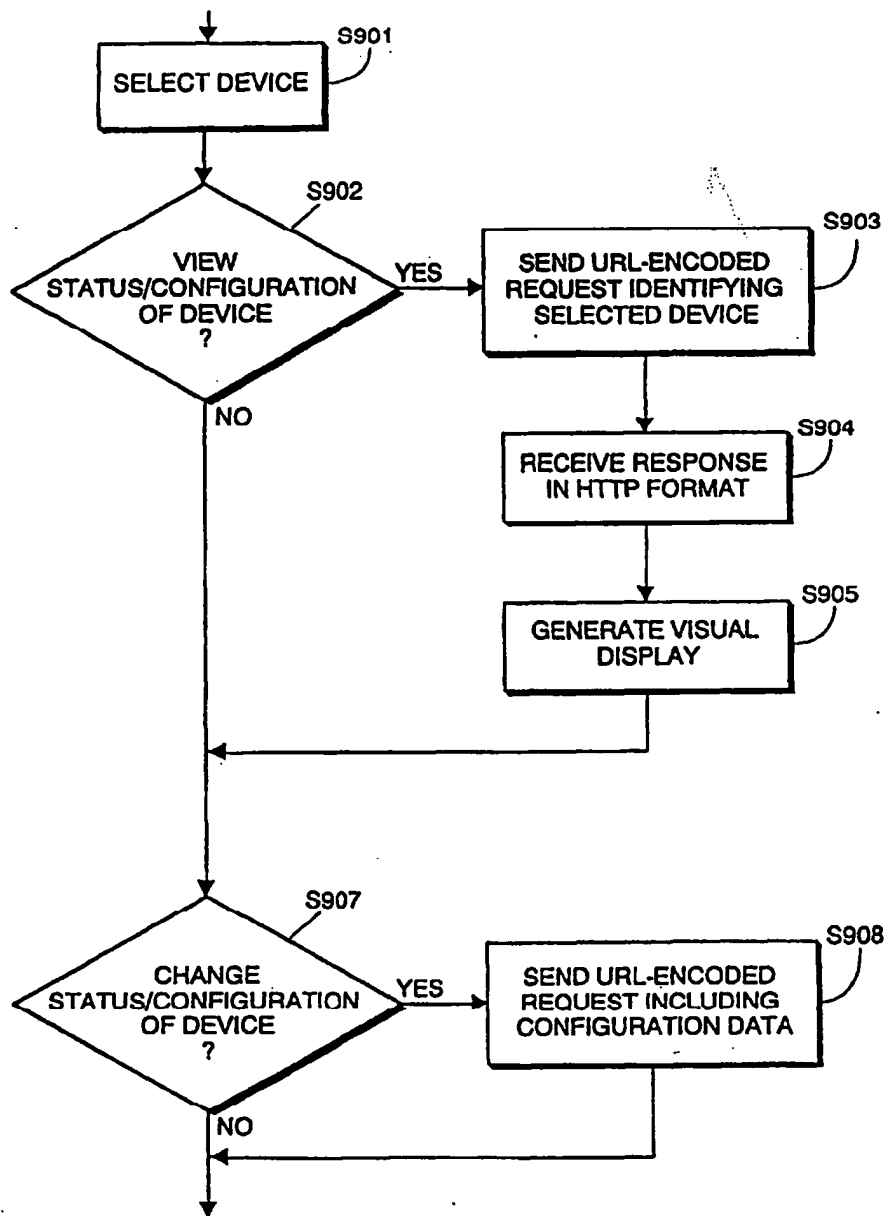 S901
SELECT DEVICE
S902
VIEW
STATUS/CONFIGURATION
OF DEVICE
?
YES
NO
S903
SEND URL-ENCODED
REQUEST IDENTIFYING
SELECTED DEVICE
S904
RECEIVE RESPONSE
IN HTTP FORMAT
S905
GENERATE VISUAL
DISPLAY
S907
CHANGE
STATUS/CONFIGURATION
OF DEVICE
?
YES
NO
S908
SEND URL-ENCODED
REQUEST INCLUDING
CONFIGURATION DATA